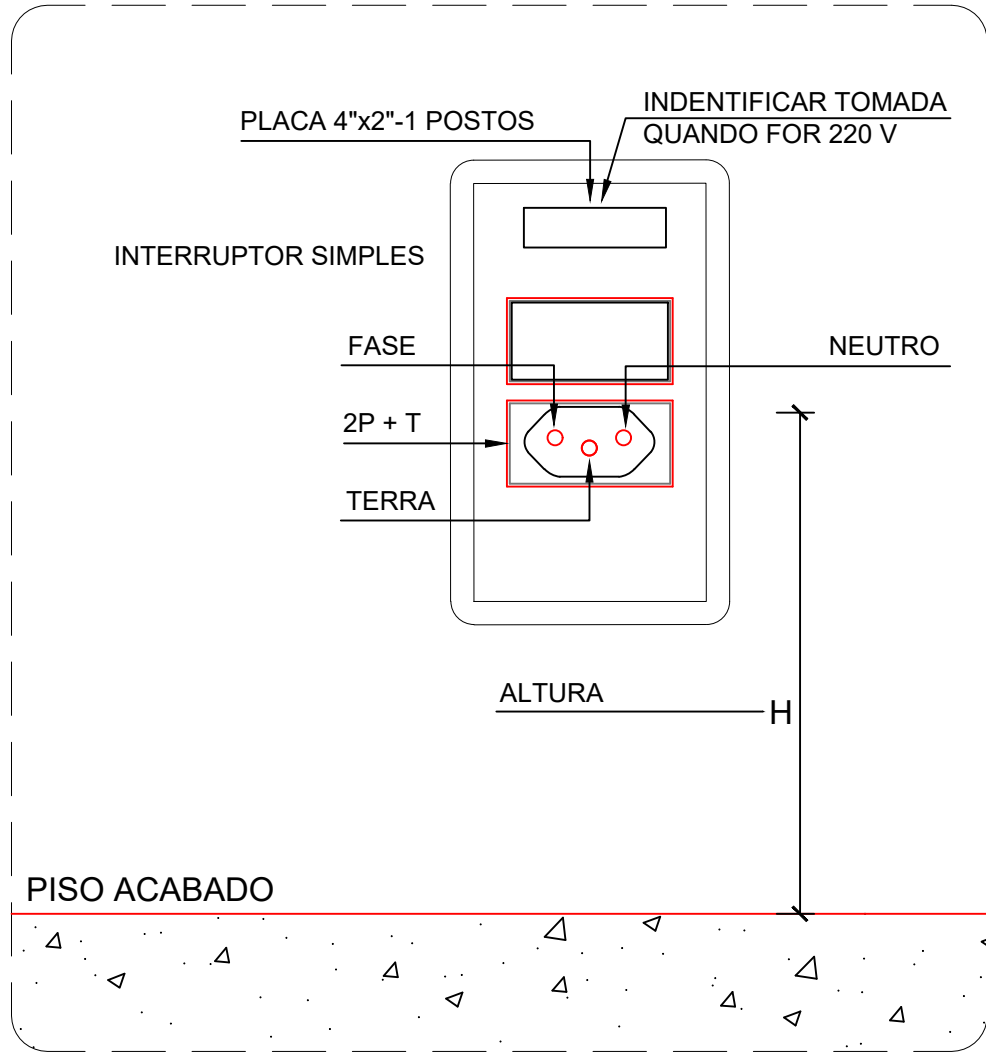 INDENTIFICAR TOMADA
QUANDO FOR 220 V
PLACA 4"x2"-1 POSTOS
INTERRUPTOR SIMPLES
FASE
NEUTRO
2P + T
TERRA
ALTURA
H
PISO ACABADO